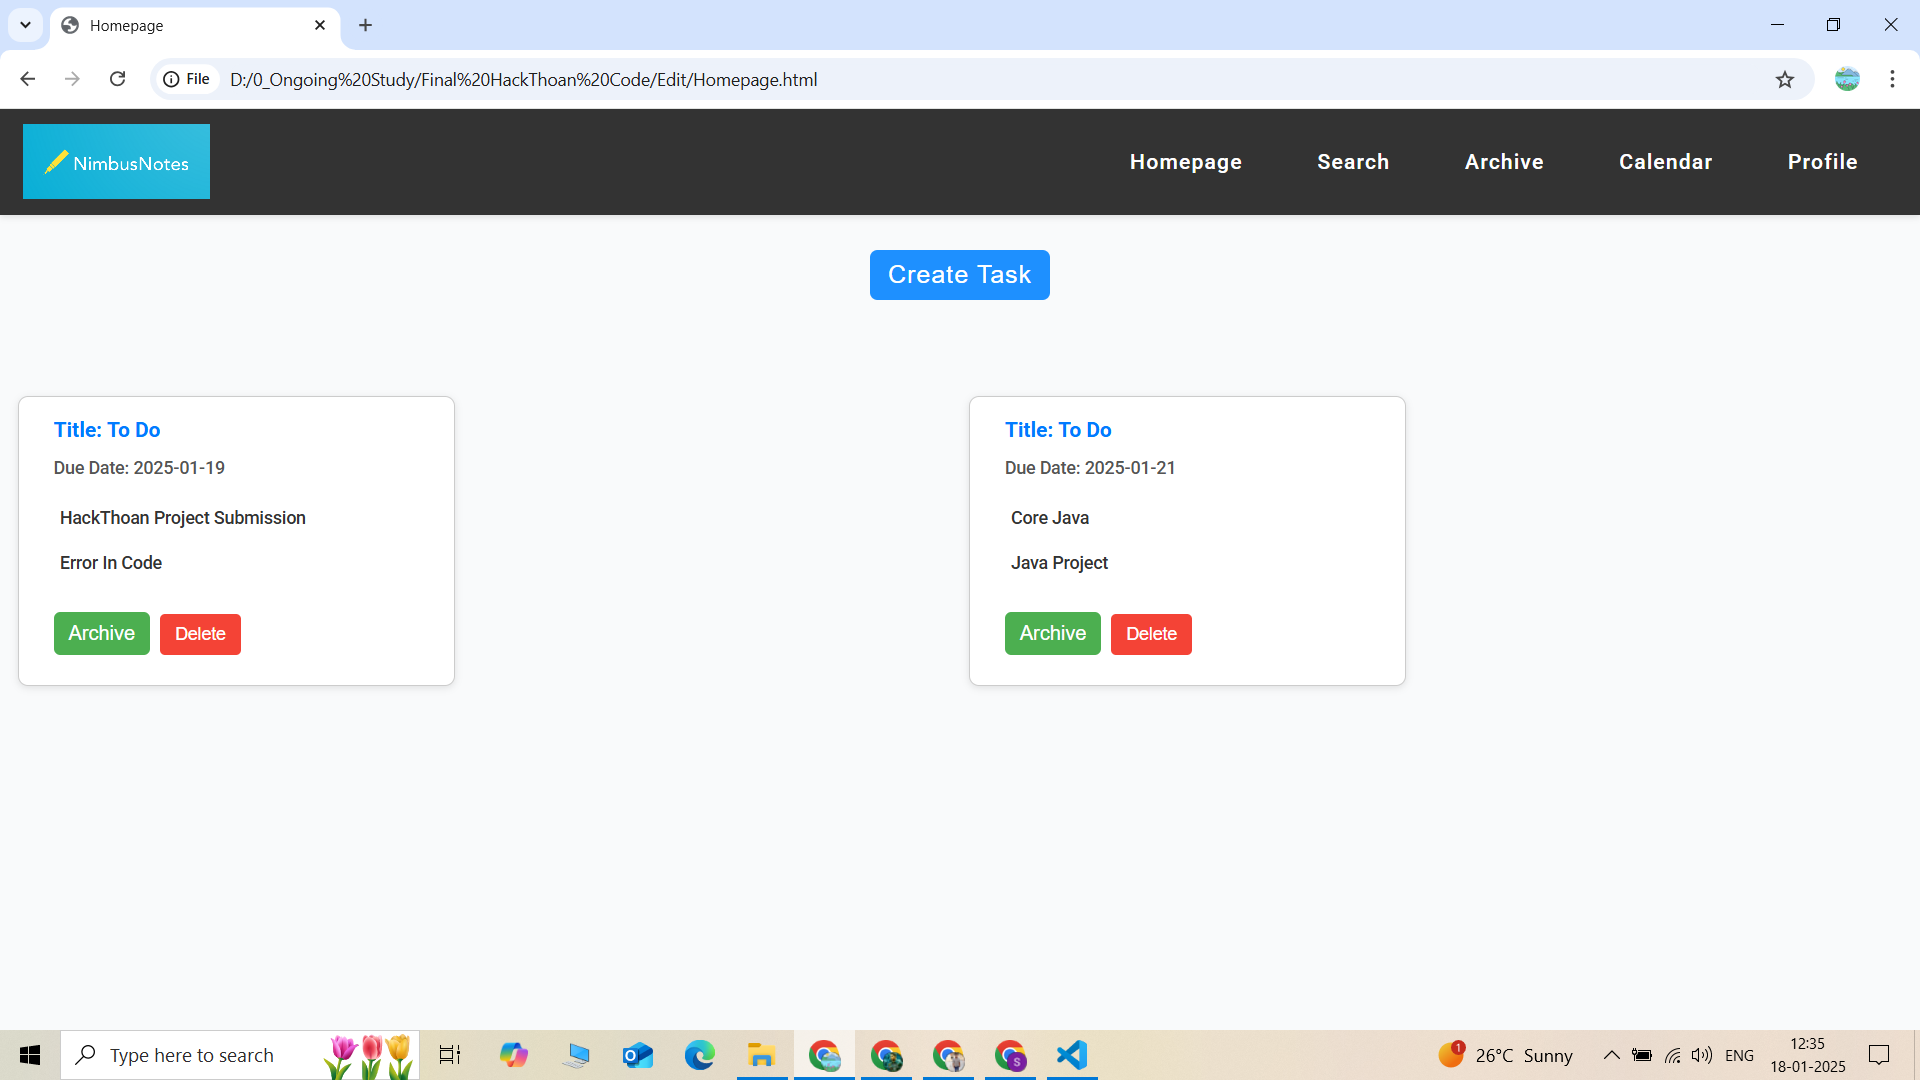 Homepage
File D:/0_Ongoing%20Study/Final%20HackThoan%20Code/Edit/Homepage.html
NimbusNotes
Homepage Search Archive Calendar Profile
Create Task
Title: To Do
Due Date: 2025-01-19
HackThoan Project Submission
Error In Code
Archive Delete
Title: To Do
Due Date: 2025-01-21
Core Java
Java Project
Archive Delete
Type here to search
1
26°C Sunny
ENG
12:35
18-01-2025
S